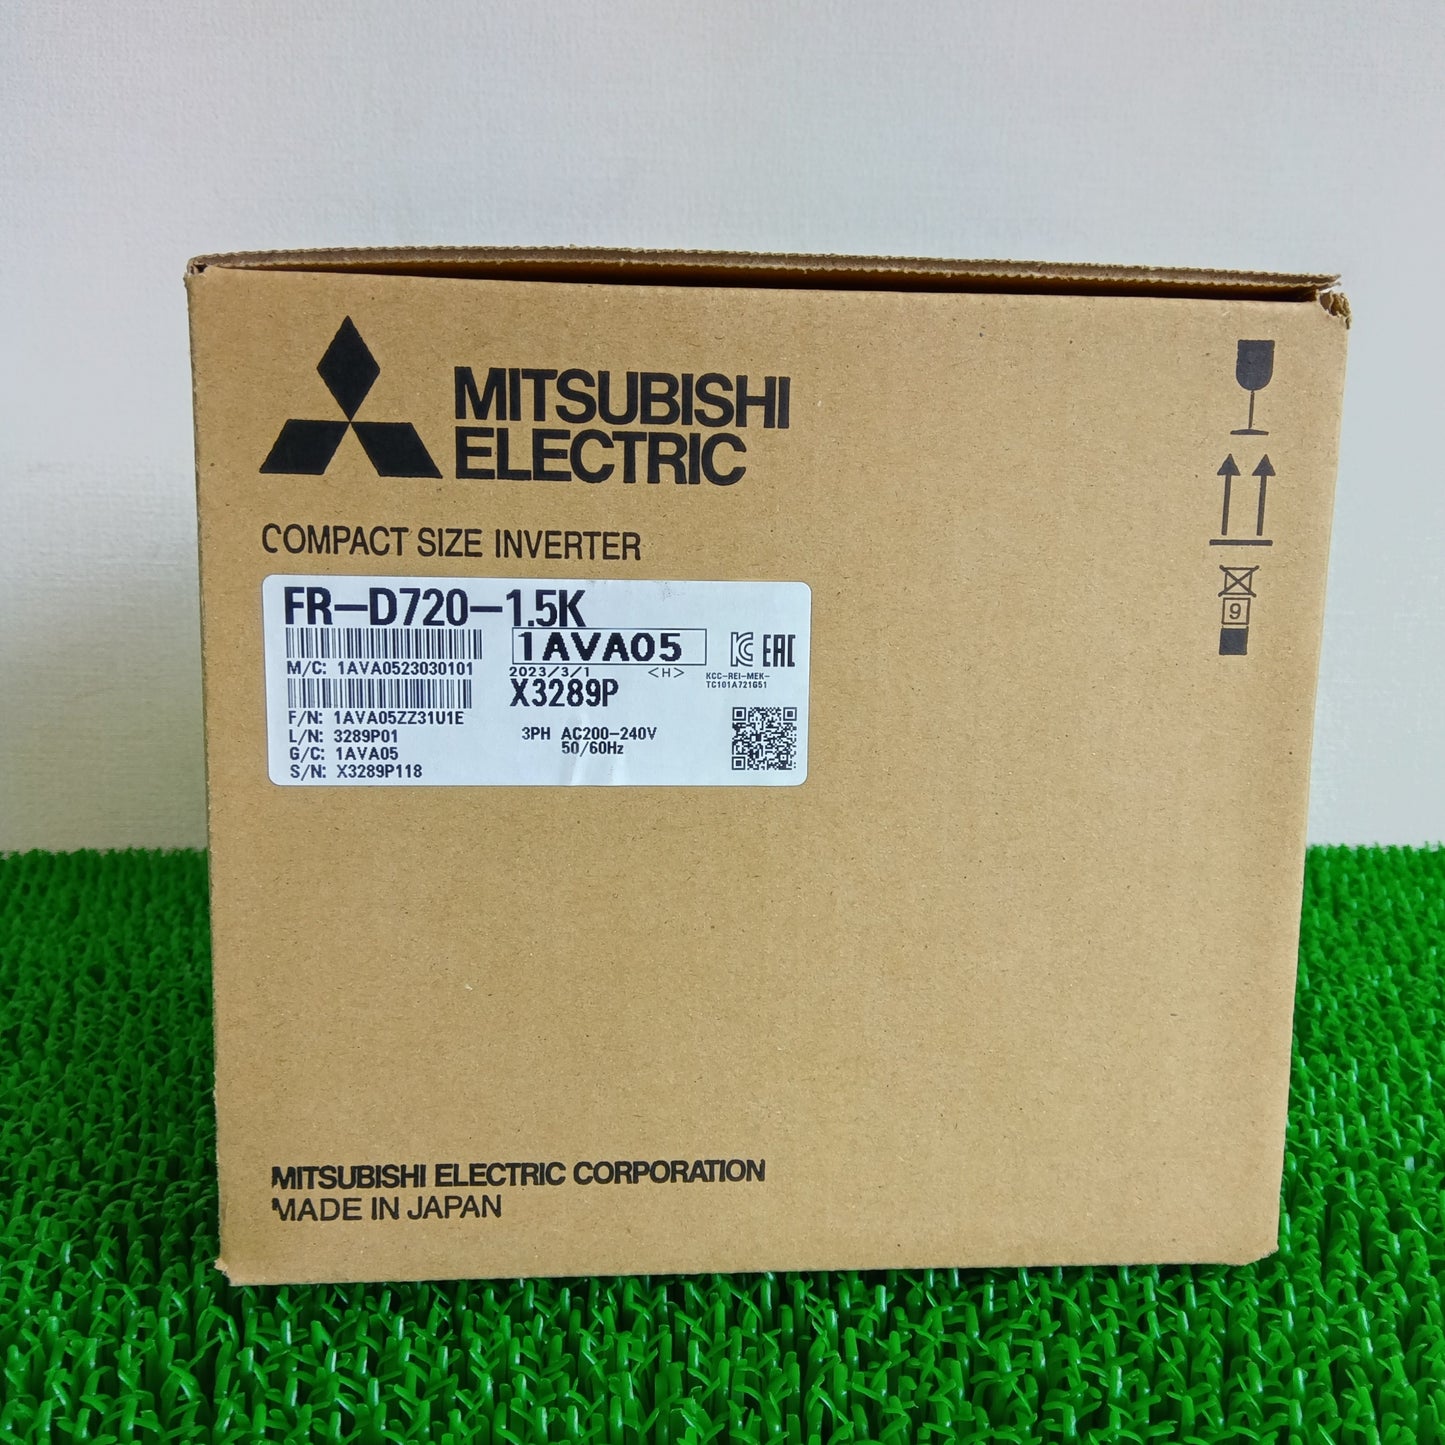 MITSUBISHI
ELECTRIC
COMPACT SIZE INVERTER
FR-D720-1.5K
1AVA05
M/C: 1AVA0523030101
2023/3/1 <H>
X3289P
KCC-REI-MEK-
TC101A721G51
EAC
F/N: 1AVA05ZZ31U1E
L/N: 3289P01
G/C: 1AVA05
S/N: X3289P118
3PH AC200-240V
50/60Hz
9
MITSUBISHI ELECTRIC CORPORATION
MADE IN JAPAN